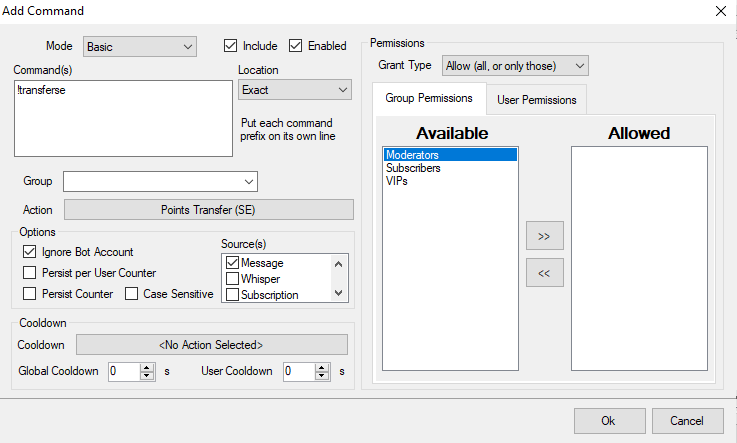 Add Command
Mode
Basic
Include
Enabled
Command(s)
Location
!transferse
Exact
Put each command
prefix on its own line
Group
Action
Points Transfer (SE)
Options
Ignore Bot Account
Persist per User Counter
Persist Counter
Case Sensitive
Source(s)
Message
Whisper
Subscription
Cooldown
Cooldown
<No Action Selected>
Global Cooldown
0
s
User Cooldown
0
s
Permissions
Grant Type
Allow (all, or only those)
Group Permissions
User Permissions
Available
Allowed
Moderators
Subscribers
VIPs
>>
<<
Ok
Cancel